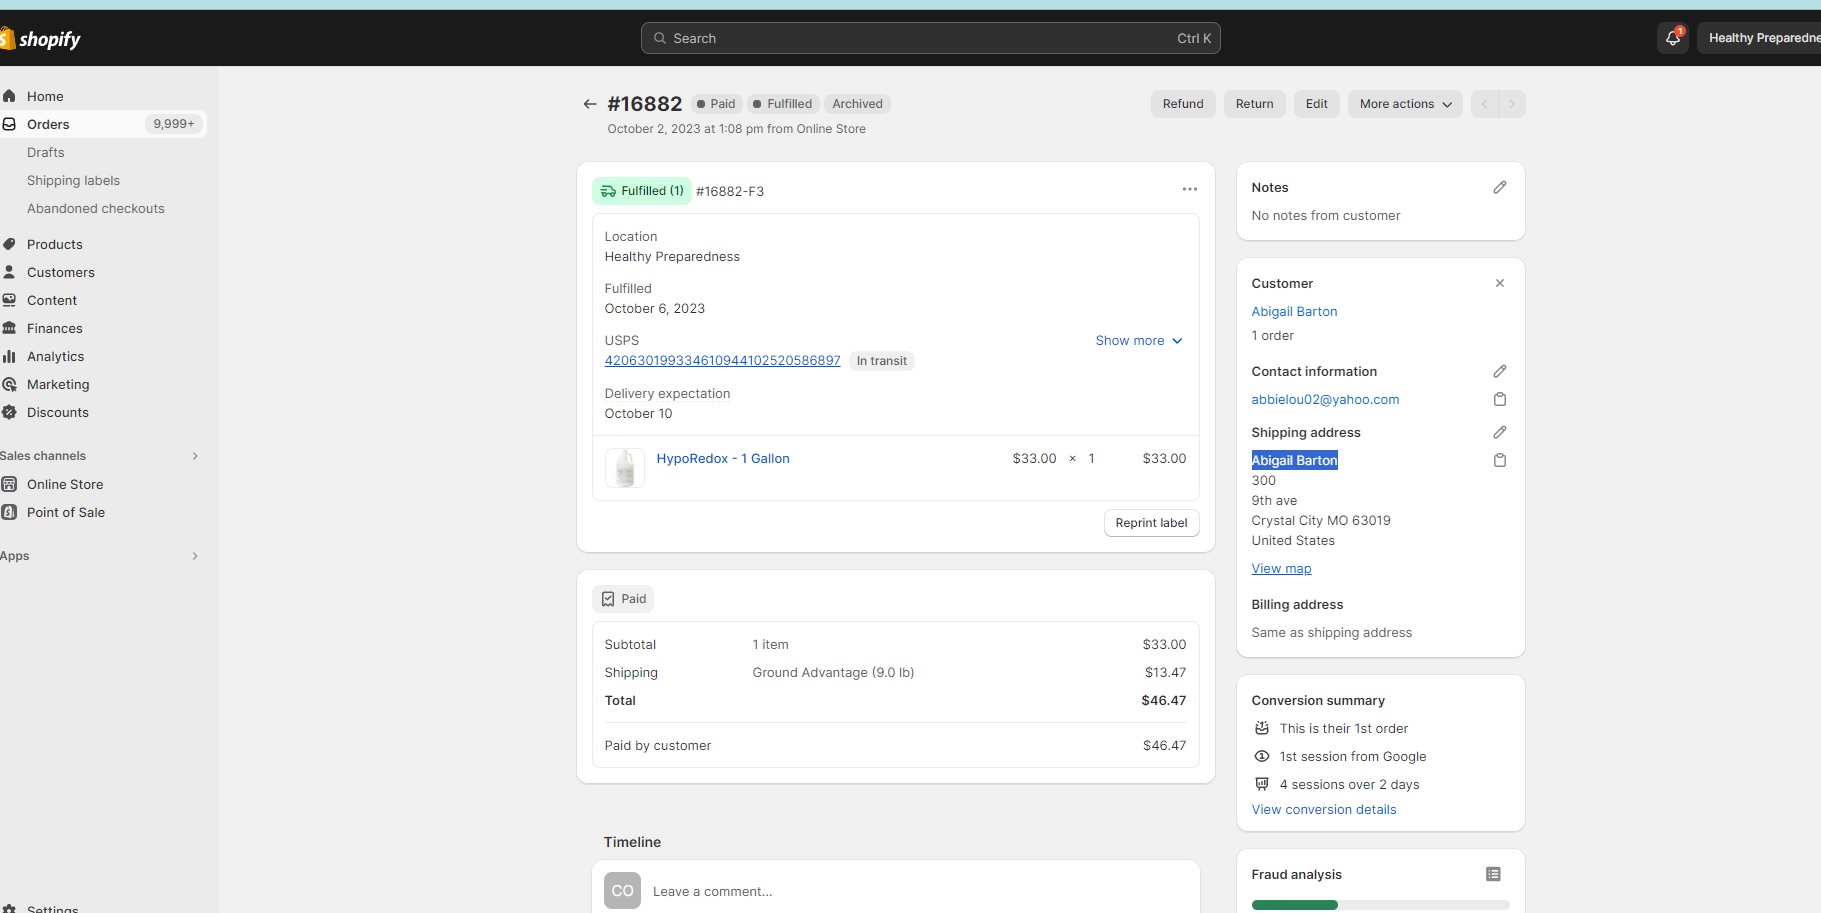 shopify
Search
Ctrl K
1
Healthy Preparedne
Home
Orders
9,999+
Drafts
Shipping labels
Abandoned checkouts
Products
Customers
Content
Finances
Analytics
Marketing
Discounts
Sales channels
Online Store
Point of Sale
Apps
Settings
#16882
Paid
Fulfilled
Archived
October 2, 2023 at 1:08 pm from Online Store
Refund
Return
Edit
More actions
Fulfilled (1)
#16882-F3
Location
Healthy Preparedness
Fulfilled
October 6, 2023
USPS
Show more
420630199334610944102520586897
In transit
Delivery expectation
October 10
HypoRedox - 1 Gallon
$33.00 × 1
$33.00
Reprint label
Paid
Subtotal
1 item
$33.00
Shipping
Ground Advantage (9.0 lb)
$13.47
Total
$46.47
Paid by customer
$46.47
Timeline
CO
Leave a comment...
Notes
No notes from customer
Customer
Abigail Barton
1 order
Contact information
abbielou02@yahoo.com
Shipping address
Abigail Barton
300
9th ave
Crystal City MO 63019
United States
View map
Billing address
Same as shipping address
Conversion summary
This is their 1st order
1st session from Google
4 sessions over 2 days
View conversion details
Fraud analysis